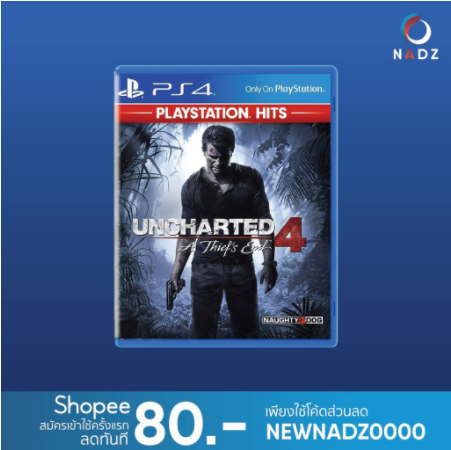 NADZ
PS4
Only On PlayStation.
PLAYSTATION HITS
UNCHARTED 4
A Thief's End
NAUGHTY DOG
Shopee
สมัครเข้าใช้ครั้งแรก
ลดทันที
80.-
เพียงใช้โค้ดส่วนลด
NEWNADZ0000